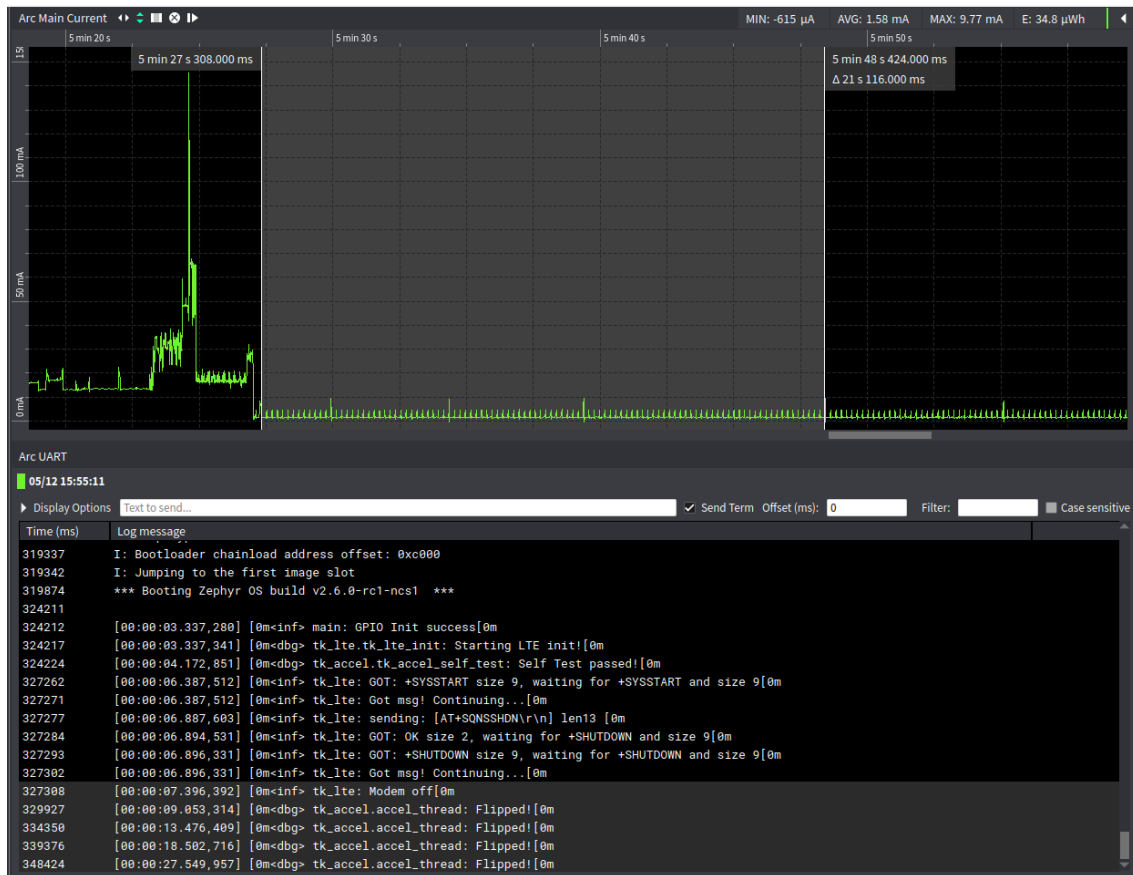 Arc Main Current
MIN: -615 µA AVG: 1.58 mA MAX: 9.77 mA E: 34.8 µWh
5 min 20 s 5 min 30 s 5 min 40 s 5 min 50 s
5 min 27 s 308.000 ms
5 min 48 s 424.000 ms
Δ 21 s 116.000 ms
100 mA
50 mA
0 mA
Arc UART
05/12 15:55:11
Display Options Text to send... Send Term Offset (ms): 0 Filter: Case sensitive
Time (ms) Log message
319337 I: Bootloader chainload address offset: 0xc000
319342 I: Jumping to the first image slot
319874 *** Booting Zephyr OS build v2.6.0-rc1-ncs1 ***
324211
324212 [00:00:03.337,280] [0m<inf> main: GPIO Init success[0m
324217 [00:00:03.337,341] [0m<dbg> tk_lte.tk_lte_init: Starting LTE init![0m
324224 [00:00:04.172,851] [0m<dbg> tk_accel.tk_accel_self_test: Self Test passed![0m
327262 [00:00:06.387,512] [0m<inf> tk_lte: GOT: +SYSSTART size 9, waiting for +SYSSTART and size 9[0m
327271 [00:00:06.387,512] [0m<inf> tk_lte: Got msg! Continuing...[0m
327277 [00:00:06.887,603] [0m<inf> tk_lte: sending: [AT+SQNSSHDN\r\n] len13 [0m
327284 [00:00:06.894,531] [0m<inf> tk_lte: GOT: OK size 2, waiting for +SHUTDOWN and size 9[0m
327293 [00:00:06.896,331] [0m<inf> tk_lte: GOT: +SHUTDOWN size 9, waiting for +SHUTDOWN and size 9[0m
327302 [00:00:06.896,331] [0m<inf> tk_lte: Got msg! Continuing...[0m
327308 [00:00:07.396,392] [0m<inf> tk_lte: Modem off[0m
329927 [00:00:09.053,314] [0m<dbg> tk_accel.accel_thread: Flipped![0m
334350 [00:00:13.476,409] [0m<dbg> tk_accel.accel_thread: Flipped![0m
339376 [00:00:18.502,716] [0m<dbg> tk_accel.accel_thread: Flipped![0m
348424 [00:00:27.549,957] [0m<dbg> tk_accel.accel_thread: Flipped![0m